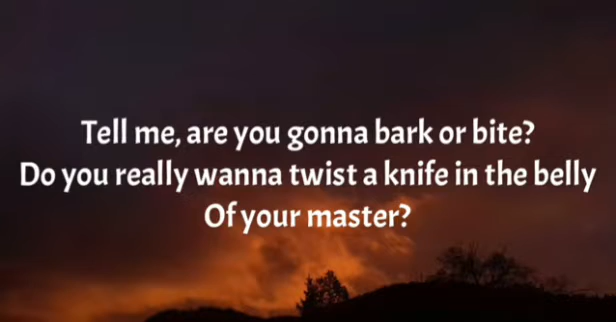 Tell me, are you gonna bark or bite?
Do you really wanna twist a knife in the belly
Of your master?